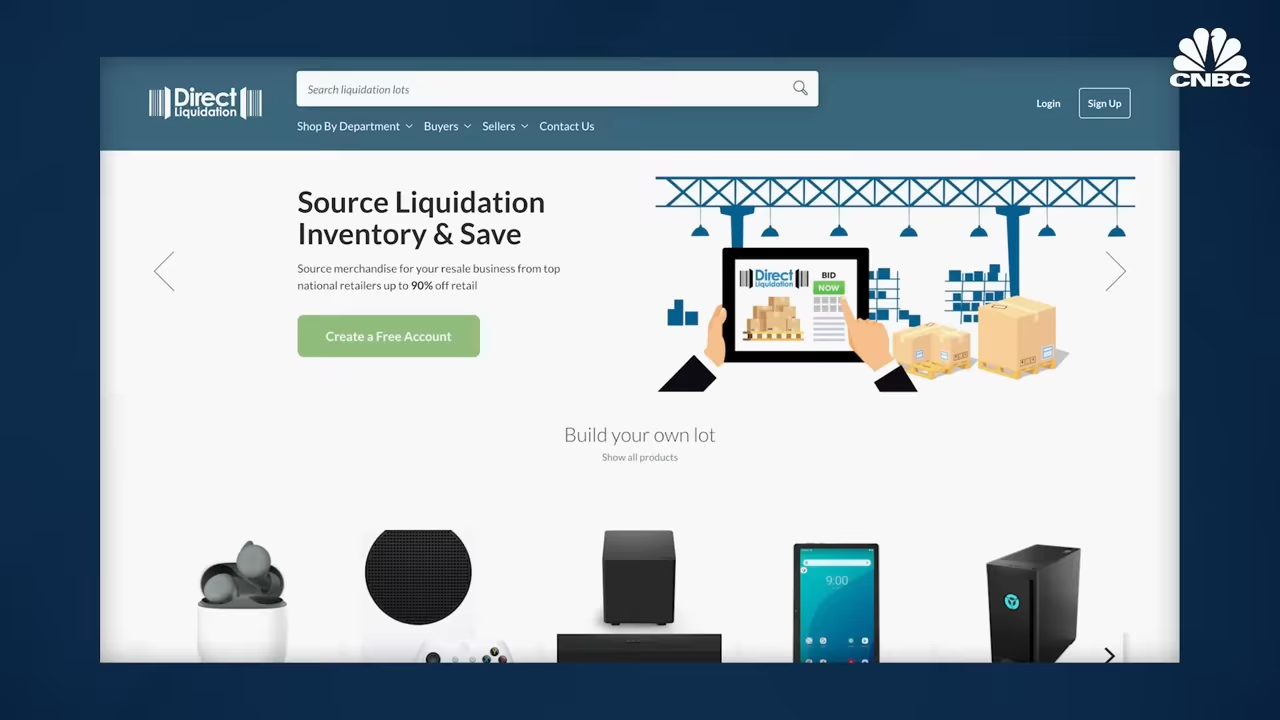 CNBC
Direct
Liquidation
Search liquidation lots
Login
Sign Up
Shop By Department
Buyers
Sellers
Contact Us
Source Liquidation
Inventory & Save
Source merchandise for your resale business from top
national retailers up to 90% off retail
Create a Free Account
Direct
Liquidation
BID
NOW
Build your own lot
Show all products
9:00